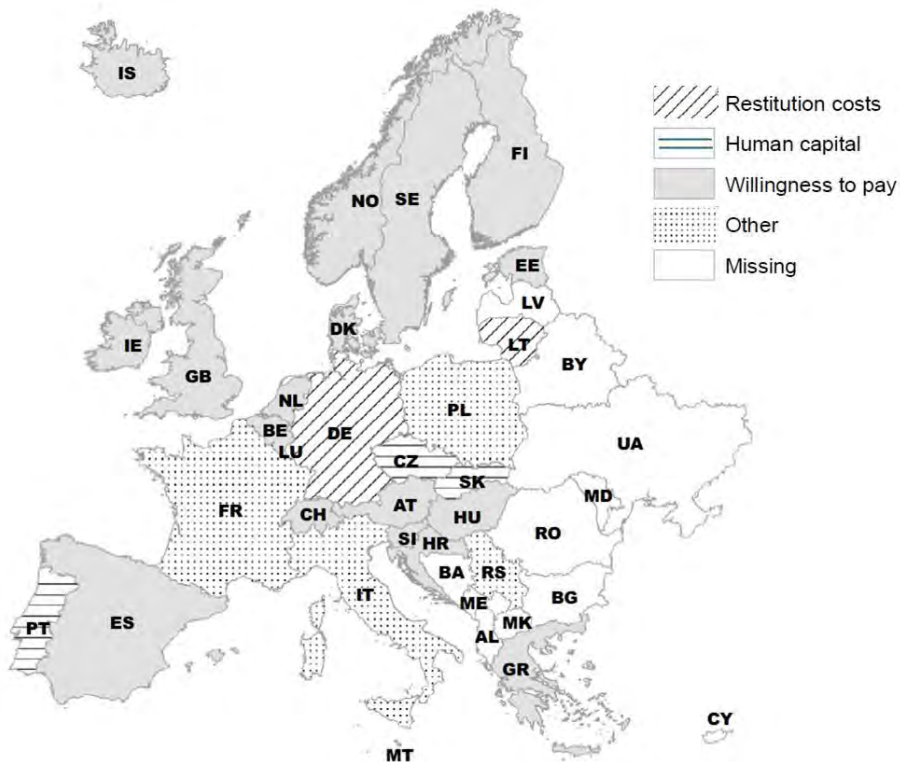 IS
Restitution costs
Human capital
Willingness to pay
Other
Missing
FI
NO
SE
EE
LV
DK
LT
IE
BY
GB
NL
PL
BE
DE
LU
UA
CZ
SK
MD
FR
CH
AT
HU
RO
SI
HR
BA
RS
IT
ME
BG
PT
ES
MK
AL
GR
CY
MT